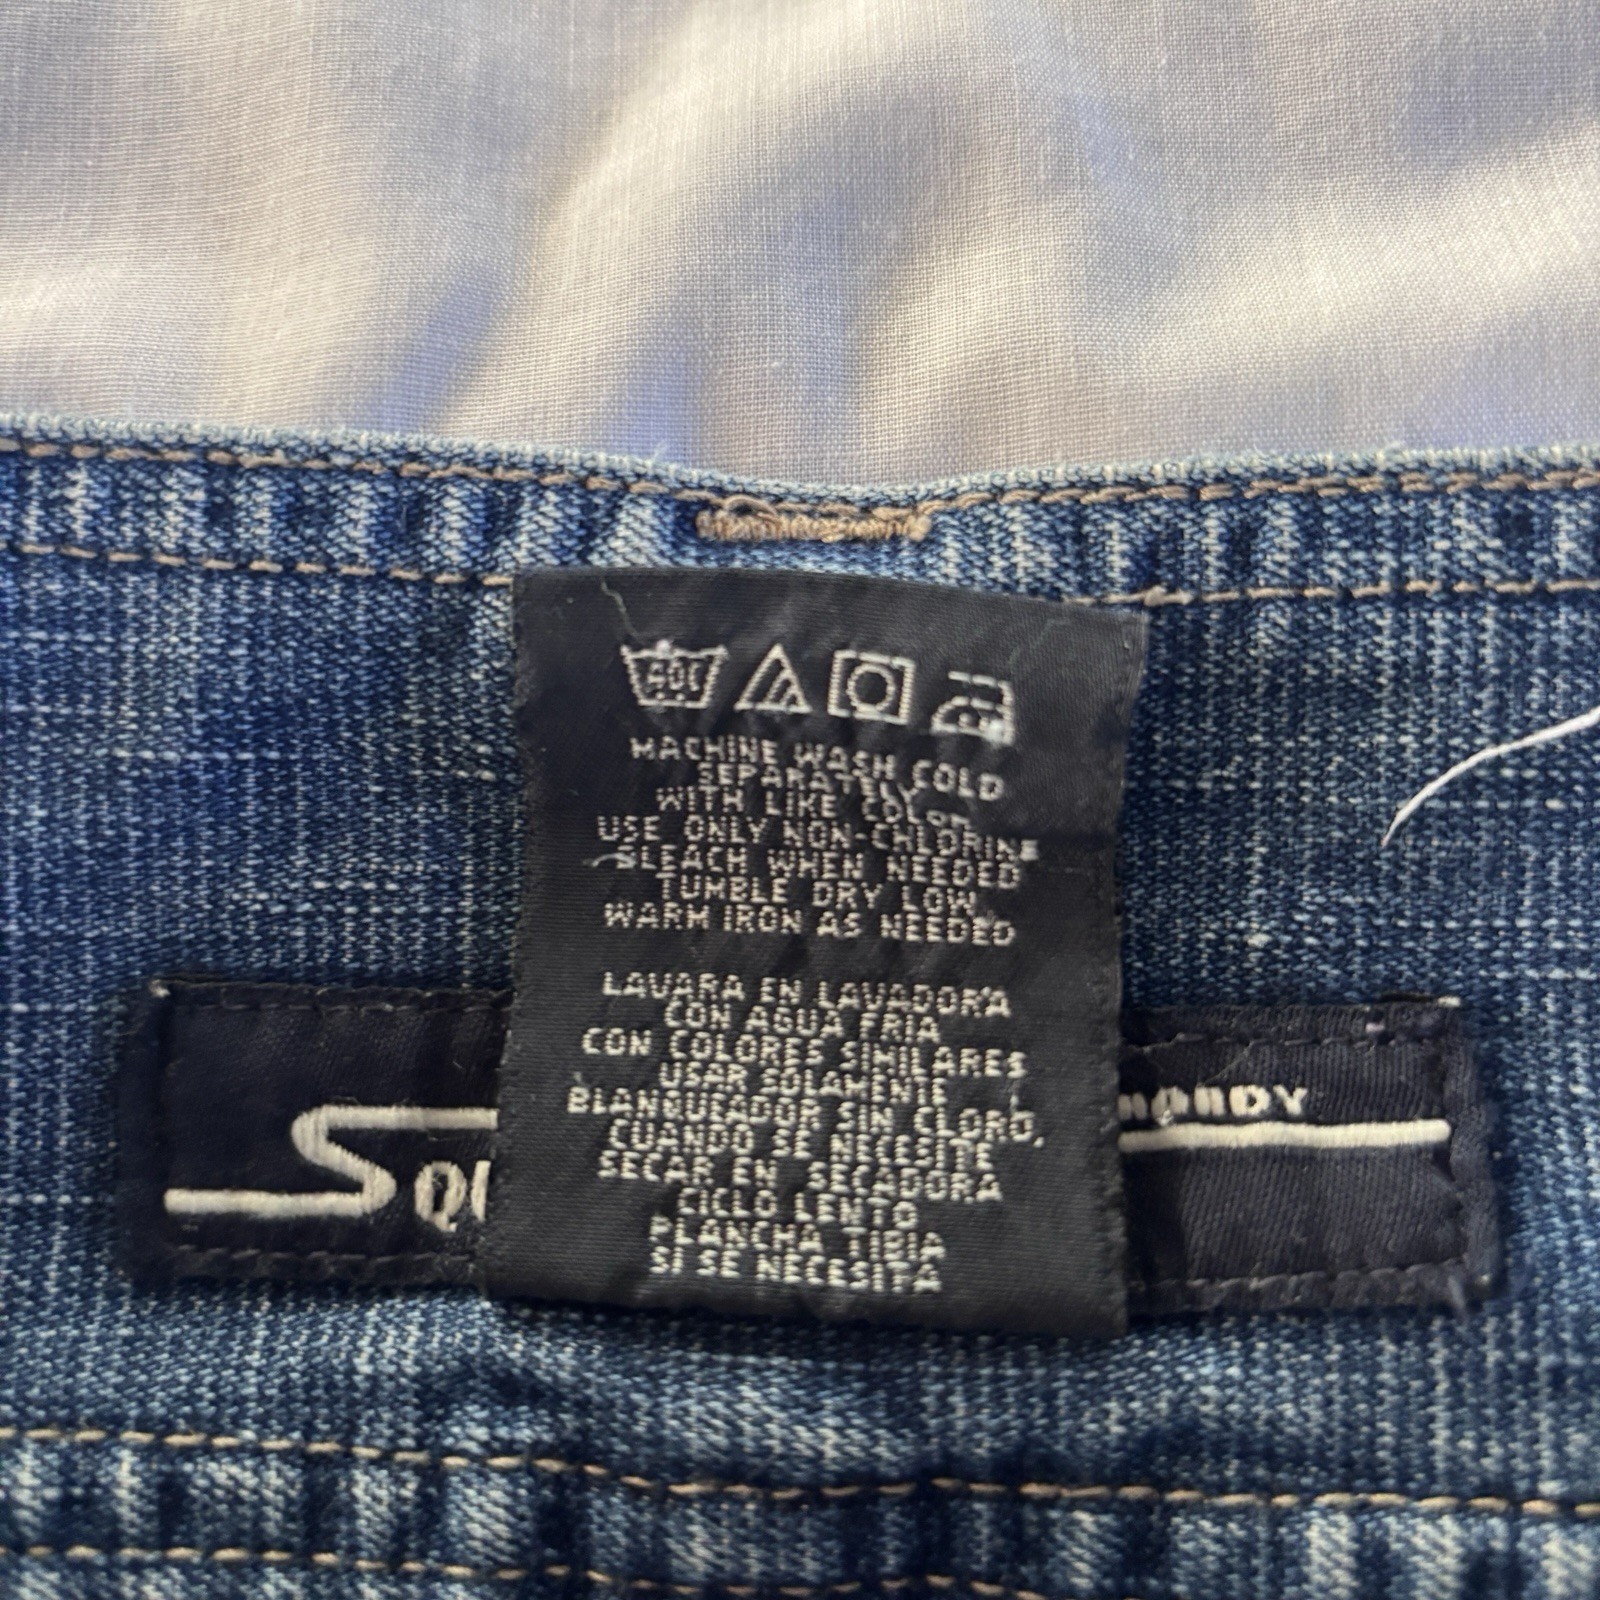 40C
MACHINE WASH COLD
SEPARATELY
WITH LIKE COLOR
USE ONLY NON-CHLORINE
BLEACH WHEN NEEDED
TUMBLE DRY LOW
WARM IRON AS NEEDED
LAVARA EN LAVADORA
CON AGUA FRIA
CON COLORES SIMILARES
USAR SOLAMENTE
BLANQUEADOR SIN CLORO,
CUANDO SE NECESITE
SECAR EN SECADORA
CICLO LENTO
PLANCHA TIBIA
SI SE NECESITA